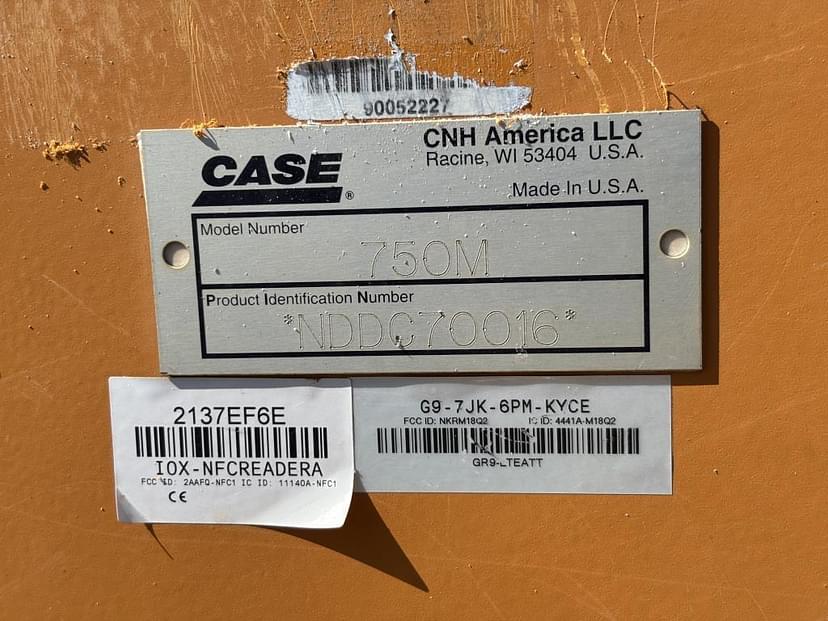 90052227
CASE®
CNH America LLC
Racine, WI 53404 U.S.A.
Made In U.S.A.
Model Number
750M
Product Identification Number
*NDDC70016*
2137EF6E
IOX-NFCREADERA
FCC ID: 2AAFQ-NFC1 IC ID: 11140A-NFC1
CE
G9-7JK-6PM-KYCE
FCC ID: NKRM18Q2 IC ID: 4441A-M18Q2
GR9-LTEATT